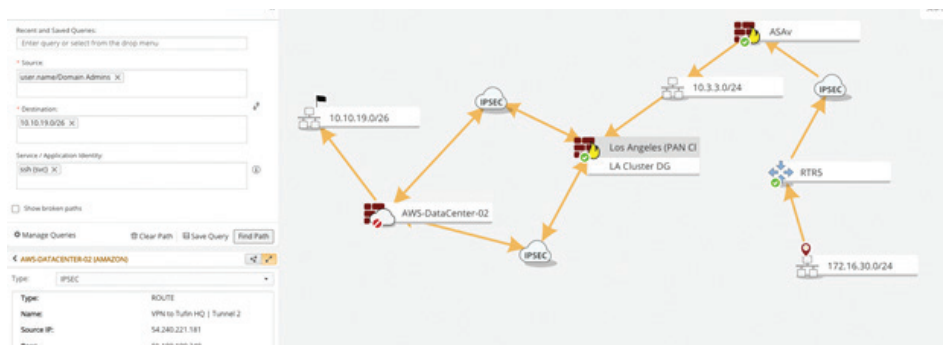 Recent and Saved Queries:
Enter query or select from the drop menu
* Source:
user.name/Domain Admins ×
* Destination:
10.10.19.0/26 ×
Service / Application Identity:
ssh (svc) ×
Show broken paths
Manage Queries Clear Path Save Query Find Path
AWS-DATACENTER-02 (AMAZON)
Type: IPSEC
Type: ROUTE
Name: VPN to Tufin HQ | Tunnel 2
Source IP: 54.240.221.181
10.10.19.0/26
IPSEC
AWS-DataCenter-02
IPSEC
Los Angeles (PAN Cl
LA Cluster DG
10.3.3.0/24
ASAv
IPSEC
RTR5
172.16.30.0/24